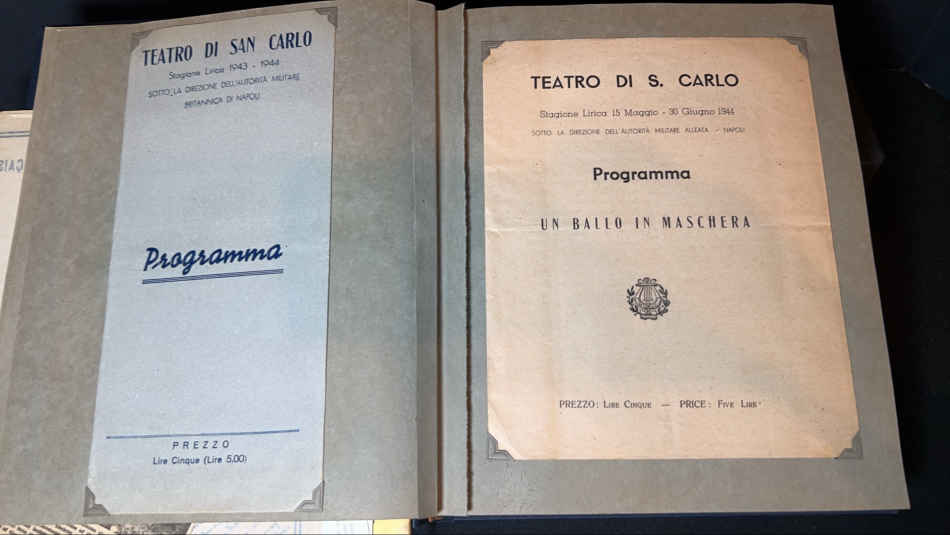 TEATRO DI SAN CARLO
Stagione Lirica 1943 - 1944
SOTTO LA DIREZIONE DELL'AUTORITÀ MILITARE
BRITANNICA DI NAPOLI
Programma
PREZZO
Lire Cinque (Lire 5,00)
TEATRO DI S. CARLO
Stagione Lirica 15 Maggio - 30 Giugno 1944
SOTTO LA DIREZIONE DELL'AUTORITÀ MILITARE ALLEATA - NAPOLI
Programma
UN BALLO IN MASCHERA
PREZZO: LIRE CINQUE — PRICE: FIVE LIRE